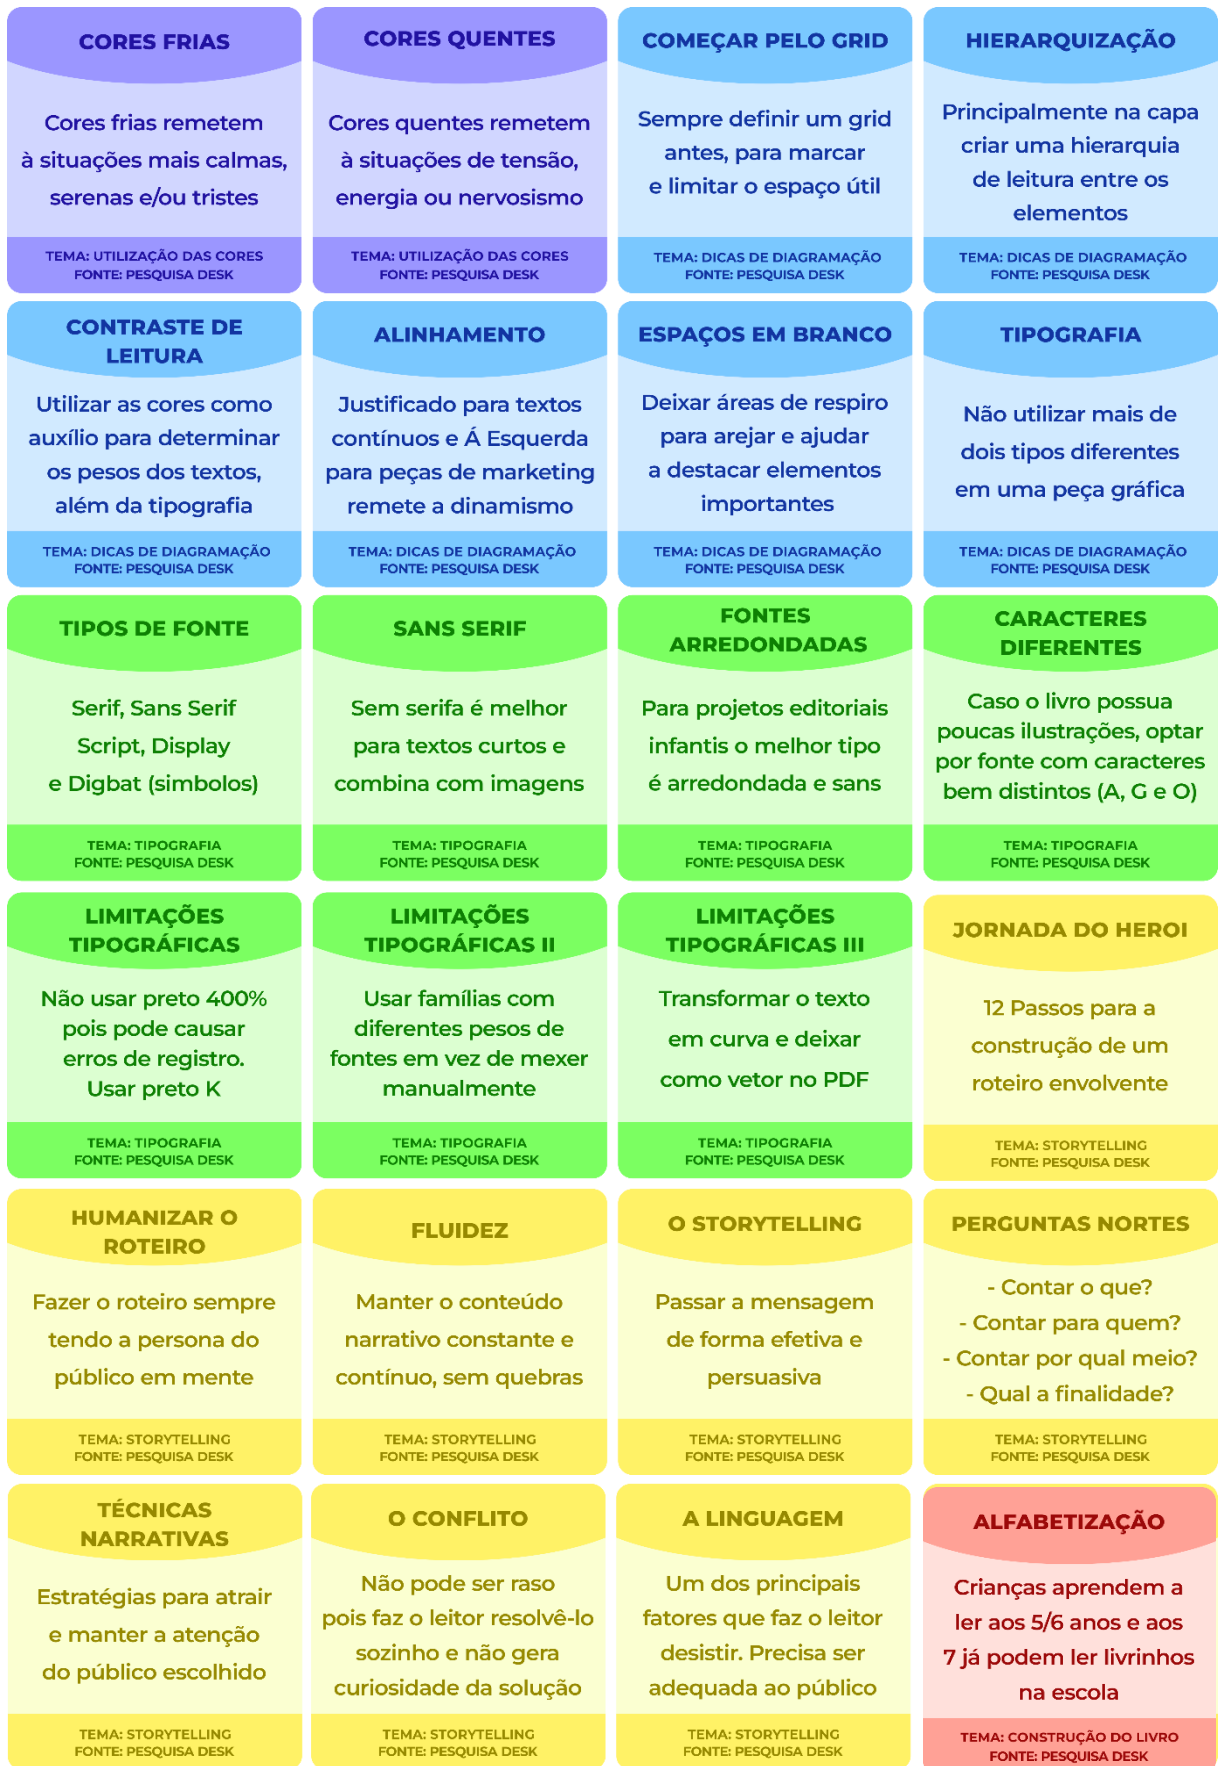 CORES FRIAS
Cores frias remetem
à situações mais calmas,
serenas e/ou tristes
TEMA: UTILIZAÇÃO DAS CORES
FONTE: PESQUISA DESK
CORES QUENTES
Cores quentes remetem
à situações de tensão,
energia ou nervosismo
TEMA: UTILIZAÇÃO DAS CORES
FONTE: PESQUISA DESK
COMEÇAR PELO GRID
Sempre definir um grid
antes, para marcar
e limitar o espaço útil
TEMA: DICAS DE DIAGRAMAÇÃO
FONTE: PESQUISA DESK
HIERARQUIZAÇÃO
Principalmente na capa
criar uma hierarquia
de leitura entre os
elementos
TEMA: DICAS DE DIAGRAMAÇÃO
FONTE: PESQUISA DESK
CONTRASTE DE
LEITURA
Utilizar as cores como
auxílio para determinar
os pesos dos textos,
além da tipografia
TEMA: DICAS DE DIAGRAMAÇÃO
FONTE: PESQUISA DESK
ALINHAMENTO
Justificado para textos
contínuos e Á Esquerda
para peças de marketing
remete a dinamismo
TEMA: DICAS DE DIAGRAMAÇÃO
FONTE: PESQUISA DESK
ESPAÇOS EM BRANCO
Deixar áreas de respiro
para arejar e ajudar
a destacar elementos
importantes
TEMA: DICAS DE DIAGRAMAÇÃO
FONTE: PESQUISA DESK
TIPOGRAFIA
Não utilizar mais de
dois tipos diferentes
em uma peça gráfica
TEMA: DICAS DE DIAGRAMAÇÃO
FONTE: PESQUISA DESK
TIPOS DE FONTE
Serif, Sans Serif
Script, Display
e Digbat (simbolos)
TEMA: TIPOGRAFIA
FONTE: PESQUISA DESK
SANS SERIF
Sem serifa é melhor
para textos curtos e
combina com imagens
TEMA: TIPOGRAFIA
FONTE: PESQUISA DESK
FONTES
ARREDONDADAS
Para projetos editoriais
infantis o melhor tipo
é arredondada e sans
TEMA: TIPOGRAFIA
FONTE: PESQUISA DESK
CARACTERES
DIFERENTES
Caso o livro possua
poucas ilustrações, optar
por fonte com caracteres
bem distintos (A, G e O)
TEMA: TIPOGRAFIA
FONTE: PESQUISA DESK
LIMITAÇÕES
TIPOGRÁFICAS
Não usar preto 400%
pois pode causar
erros de registro.
Usar preto K
TEMA: TIPOGRAFIA
FONTE: PESQUISA DESK
LIMITAÇÕES
TIPOGRÁFICAS II
Usar famílias com
diferentes pesos de
fontes em vez de mexer
manualmente
TEMA: TIPOGRAFIA
FONTE: PESQUISA DESK
LIMITAÇÕES
TIPOGRÁFICAS III
Transformar o texto
em curva e deixar
como vetor no PDF
TEMA: TIPOGRAFIA
FONTE: PESQUISA DESK
JORNADA DO HEROI
12 Passos para a
construção de um
roteiro envolvente
TEMA: STORYTELLING
FONTE: PESQUISA DESK
HUMANIZAR O
ROTEIRO
Fazer o roteiro sempre
tendo a persona do
público em mente
TEMA: STORYTELLING
FONTE: PESQUISA DESK
FLUIDEZ
Manter o conteúdo
narrativo constante e
contínuo, sem quebras
TEMA: STORYTELLING
FONTE: PESQUISA DESK
O STORYTELLING
Passar a mensagem
de forma efetiva e
persuasiva
TEMA: STORYTELLING
FONTE: PESQUISA DESK
PERGUNTAS NORTES
- Contar o que?
- Contar para quem?
- Contar por qual meio?
- Qual a finalidade?
TEMA: STORYTELLING
FONTE: PESQUISA DESK
TÉCNICAS
NARRATIVAS
Estratégias para atrair
e manter a atenção
do público escolhido
TEMA: STORYTELLING
FONTE: PESQUISA DESK
O CONFLITO
Não pode ser raso
pois faz o leitor resolvê-lo
sozinho e não gera
curiosidade da solução
TEMA: STORYTELLING
FONTE: PESQUISA DESK
A LINGUAGEM
Um dos principais
fatores que faz o leitor
desistir. Precisa ser
adequada ao público
TEMA: STORYTELLING
FONTE: PESQUISA DESK
ALFABETIZAÇÃO
Crianças aprendem a
ler aos 5/6 anos e aos
7 já podem ler livrinhos
na escola
TEMA: CONSTRUÇÃO DO LIVRO
FONTE: PESQUISA DESK